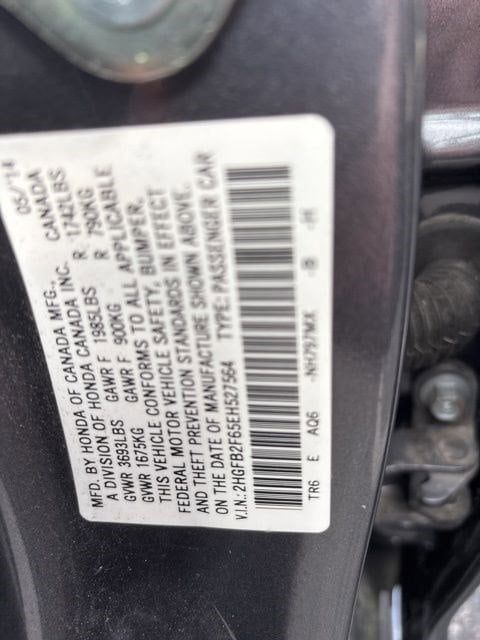 MFD. BY HONDA OF CANADA MFG., 05/14
A DIVISION OF HONDA CANADA INC. CANADA
GVWR 3693LBS GAWR F 1985LBS R 1742LBS
GVWR 1675KG GAWR F 900KG R 790KG
THIS VEHICLE CONFORMS TO ALL APPLICABLE
FEDERAL MOTOR VEHICLE SAFETY, BUMPER,
AND THEFT PREVENTION STANDARDS IN EFFECT
ON THE DATE OF MANUFACTURE SHOWN ABOVE.
V.I.N.: 2HGFB2F65EH527564 TYPE: PASSENGER CAR
TR6 E AQ6 -NH797MX -B -H